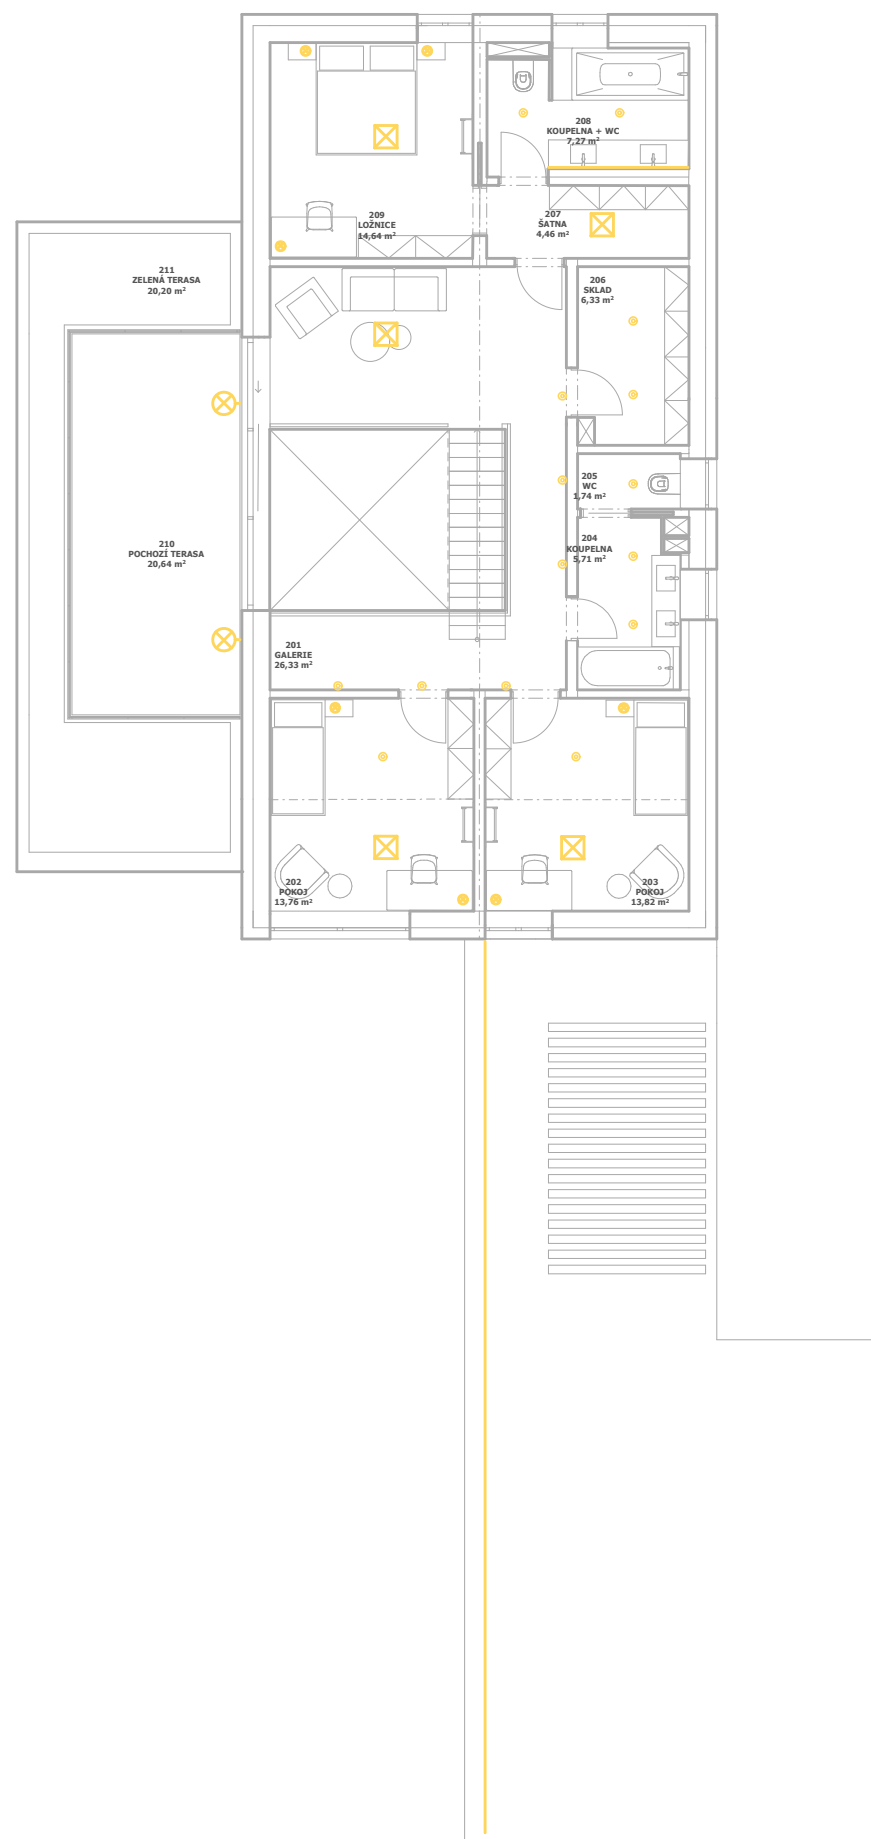 208
KOUPELNA + WC
7,27 m²
209
LOŽNICE
14,64 m²
207
ŠATNA
4,46 m²
211
ZELENÁ TERASA
20,20 m²
206
SKLAD
6,33 m²
205
WC
1,74 m²
210
POCHOZÍ TERASA
20,64 m²
204
KOUPELNA
5,71 m²
201
GALERIE
26,33 m²
202
POKOJ
13,76 m²
203
POKOJ
13,82 m²